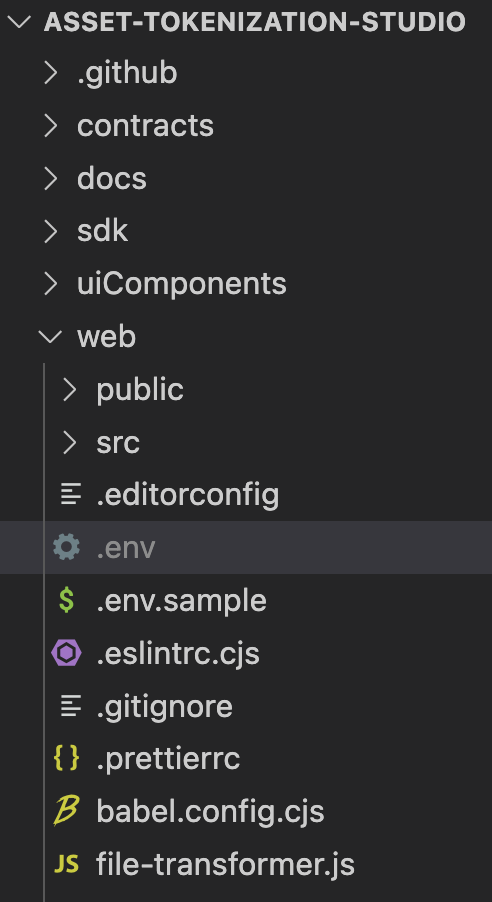 ASSET-TOKENIZATION-STUDIO
.github
contracts
docs
sdk
uiComponents
web
public
src
.editorconfig
.env
$ .env.sample
.eslintrc.cjs
.gitignore
{} .prettierrc
B babel.config.cjs
JS file-transformer.js